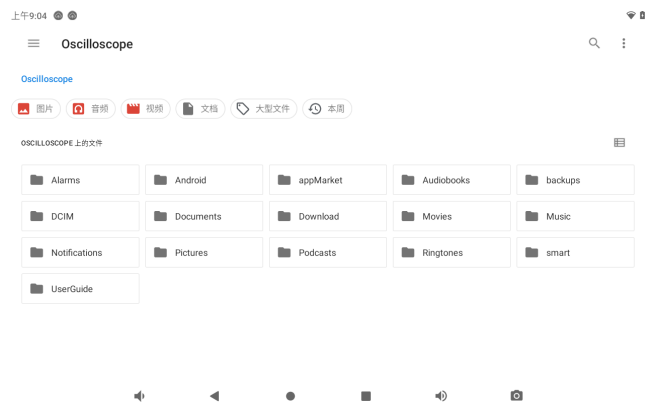 上午9:04
Oscilloscope
Oscilloscope
图片 音频 视频 文档 大型文件 本周
OSCILLOSCOPE 上的文件
Alarms Android appMarket Audiobooks backups
DCIM Documents Download Movies Music
Notifications Pictures Podcasts Ringtones smart
UserGuide